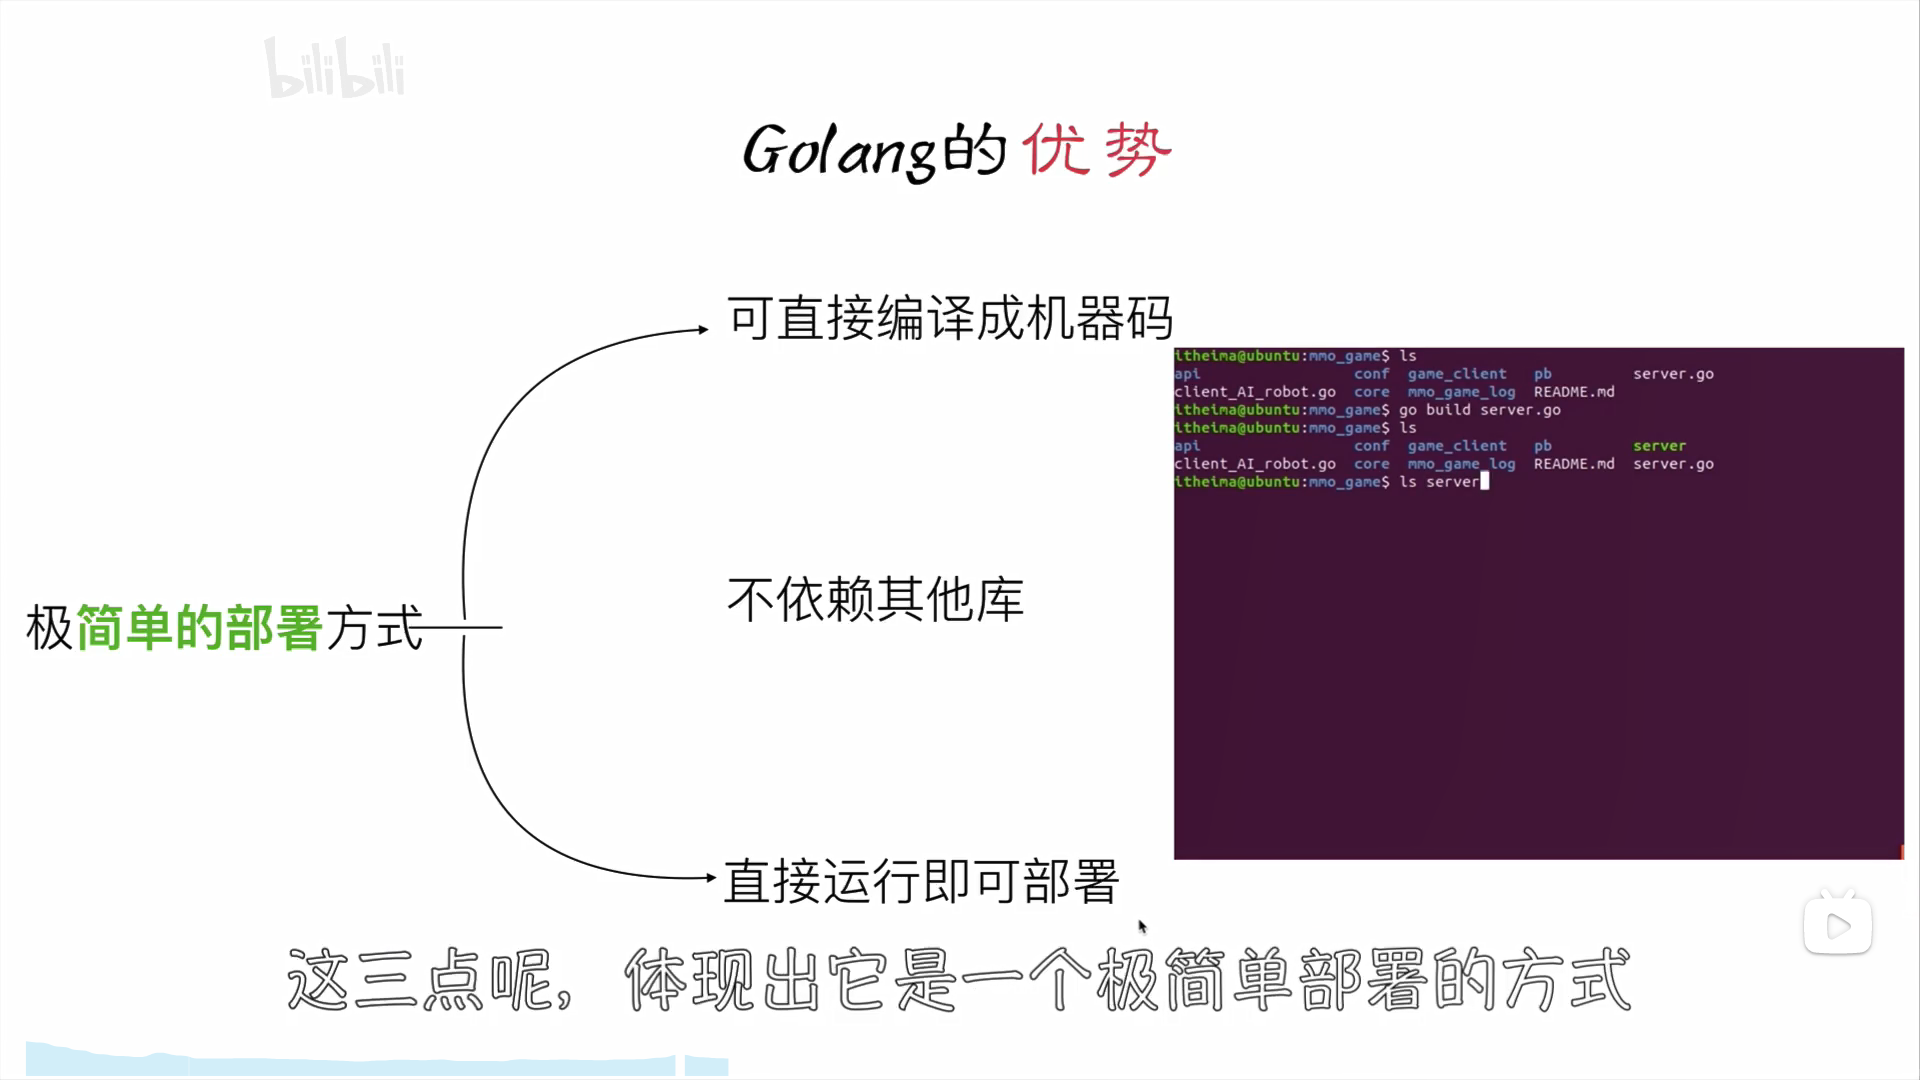 bilibili
Golang的优势
可直接编译成机器码
itheima@ubuntu:mmo_game$ ls
api conf game_client pb server.go
client_AI_robot.go core mmo_game_log README.md
itheima@ubuntu:mmo_game$ go build server.go
itheima@ubuntu:mmo_game$ ls
api conf game_client pb server
client_AI_robot.go core mmo_game_log README.md server.go
itheima@ubuntu:mmo_game$ ls server
不依赖其他库
极简单的部署方式
直接运行即可部署
这三点呢，体现出它是一个极简单部署的方式